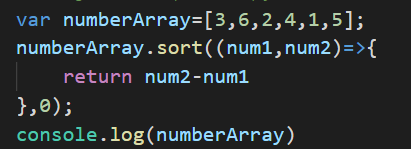 var numberArray=[3,6,2,4,1,5];
numberArray.sort((num1,num2)=>{
    return num2-num1
},0);
console.log(numberArray)